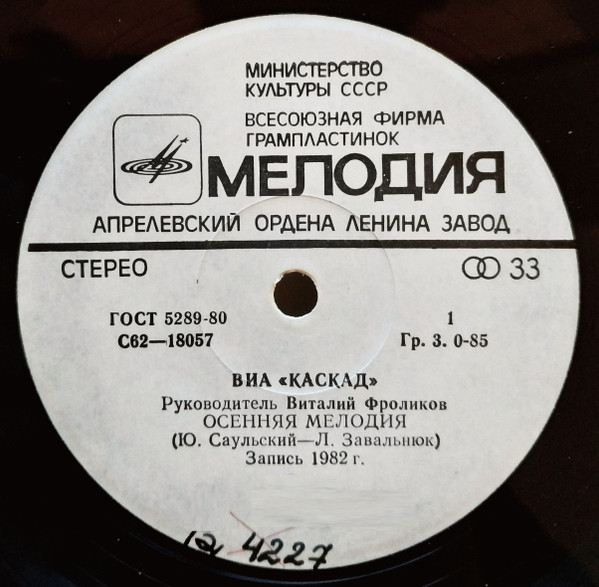 МИНИСТЕРСТВО
КУЛЬТУРЫ СССР
ВСЕСОЮЗНАЯ ФИРМА
ГРАМПЛАСТИНОК
МЕЛОДИЯ
АПРЕЛЕВСКИЙ ОРДЕНА ЛЕНИНА ЗАВОД
СТЕРЕО 33
ГОСТ 5289-80 1
С62—18057 Гр. 3. 0-85
ВИА «КАСКАД»
Руководитель Виталий Фроликов
ОСЕННЯЯ МЕЛОДИЯ
(Ю. Саульский—Л. Завальнюк)
Запись 1982 г.
4227